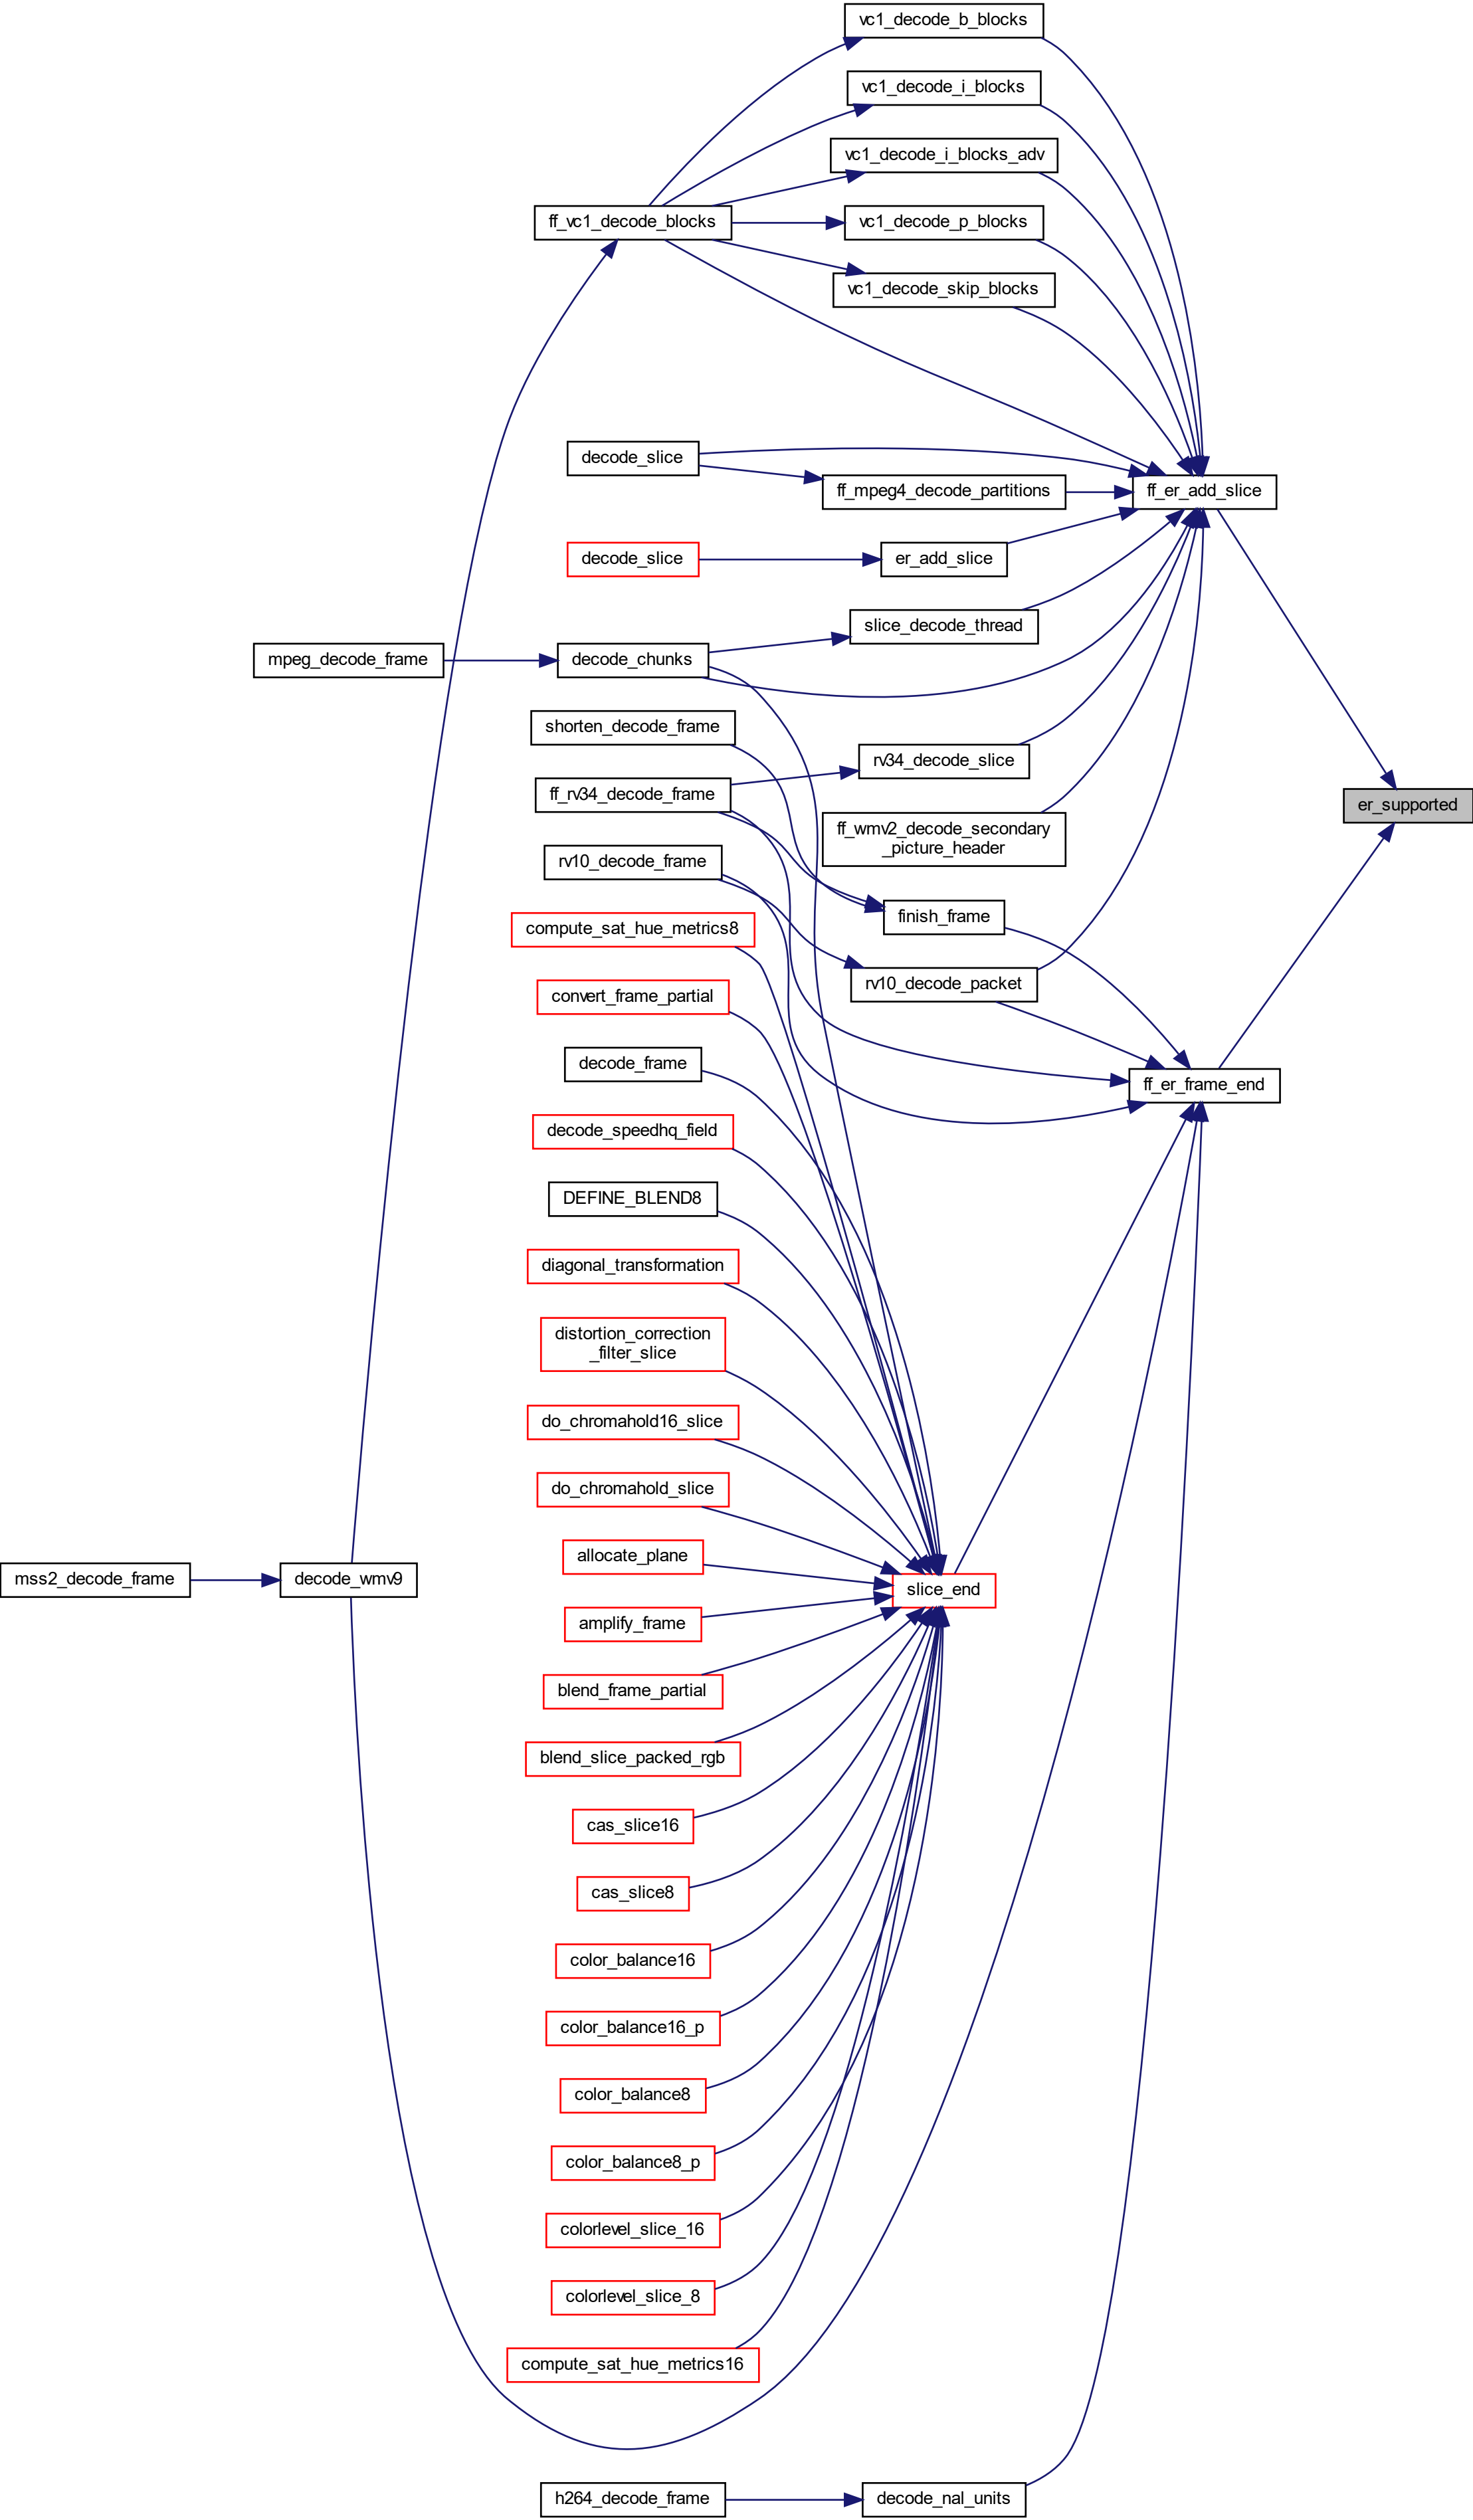 vc1_decode_b_blocks
vc1_decode_i_blocks
vc1_decode_i_blocks_adv
ff_vc1_decode_blocks
vc1_decode_p_blocks
vc1_decode_skip_blocks
decode_slice
ff_mpeg4_decode_partitions
ff_er_add_slice
decode_slice
er_add_slice
slice_decode_thread
mpeg_decode_frame
decode_chunks
shorten_decode_frame
rv34_decode_slice
ff_rv34_decode_frame
er_supported
ff_wmv2_decode_secondary
_picture_header
rv10_decode_frame
finish_frame
compute_sat_hue_metrics8
rv10_decode_packet
convert_frame_partial
decode_frame
ff_er_frame_end
decode_speedhq_field
DEFINE_BLEND8
diagonal_transformation
distortion_correction
_filter_slice
do_chromahold16_slice
do_chromahold_slice
allocate_plane
mss2_decode_frame
decode_wmv9
slice_end
amplify_frame
blend_frame_partial
blend_slice_packed_rgb
cas_slice16
cas_slice8
color_balance16
color_balance16_p
color_balance8
color_balance8_p
colorlevel_slice_16
colorlevel_slice_8
compute_sat_hue_metrics16
h264_decode_frame
decode_nal_units